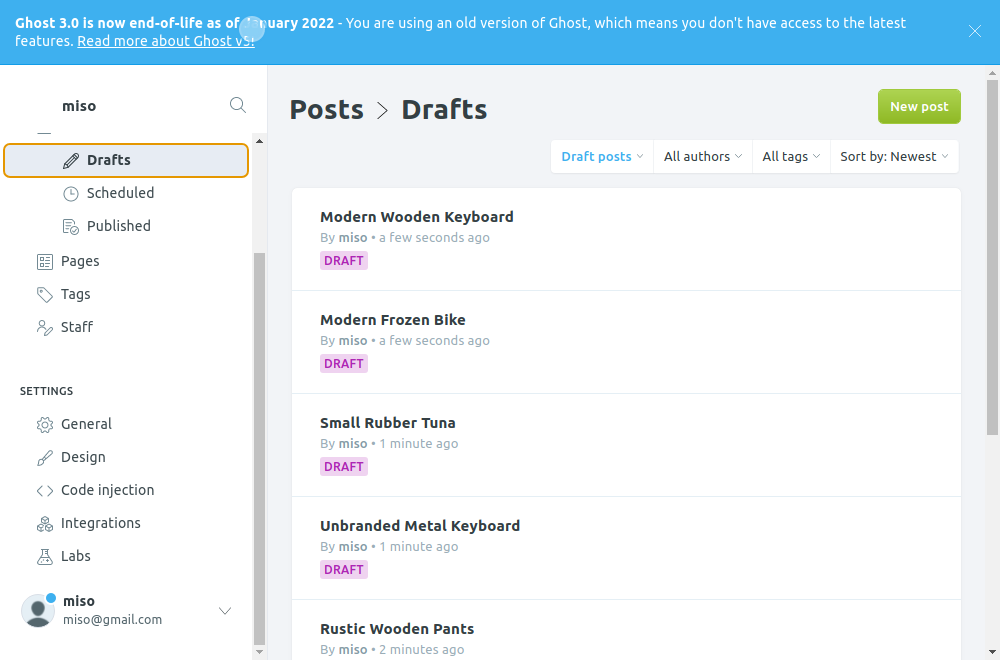 Ghost 3.0 is now end-of-life as of January 2022 - You are using an old version of Ghost, which means you don't have access to the latest
features. Read more about Ghost v5!
miso
Drafts
Scheduled
Published
Pages
Tags
Staff
SETTINGS
General
Design
Code injection
Integrations
Labs
miso
miso@gmail.com
Posts > Drafts
New post
Draft posts
All authors
All tags
Sort by: Newest
Modern Wooden Keyboard
By miso • a few seconds ago
DRAFT
Modern Frozen Bike
By miso • a few seconds ago
DRAFT
Small Rubber Tuna
By miso • 1 minute ago
DRAFT
Unbranded Metal Keyboard
By miso • 1 minute ago
DRAFT
Rustic Wooden Pants
By miso • 2 minutes ago